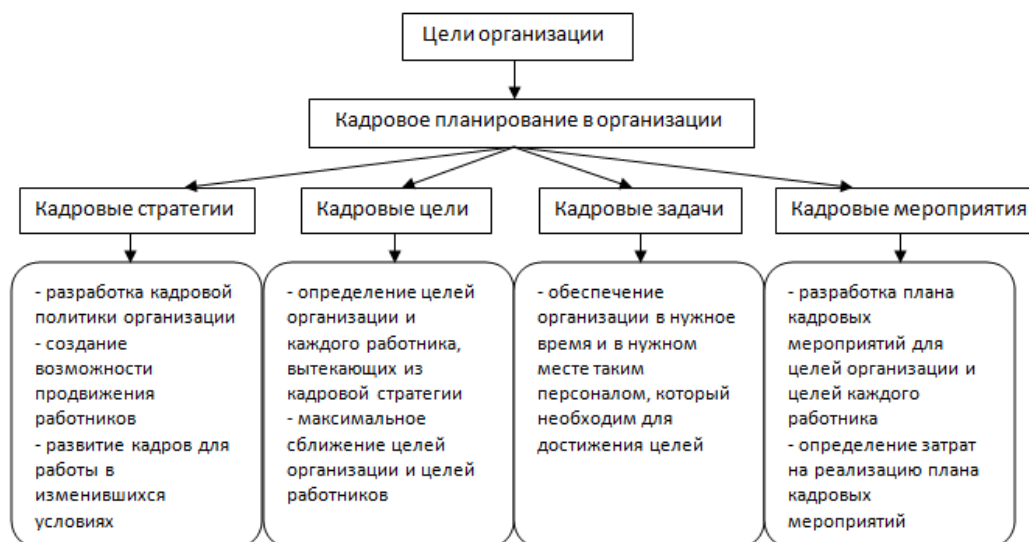 Цели организации
Кадровое планирование в организации
Кадровые стратегии
Кадровые цели
Кадровые задачи
Кадровые мероприятия
- разработка кадровой
политики организации
- создание
возможности
продвижения
работников
- развитие кадров для
работы в
изменившихся
условиях
- определение целей
организации и
каждого работника,
вытекающих из
кадровой стратегии
- максимальное
сближение целей
организации и целей
работников
- обеспечение
организации в нужное
время и в нужном
месте таким
персоналом, который
необходим для
достижения целей
- разработка плана
кадровых
мероприятий для
целей организации и
целей каждого
работника
- определение затрат
на реализацию плана
кадровых
мероприятий